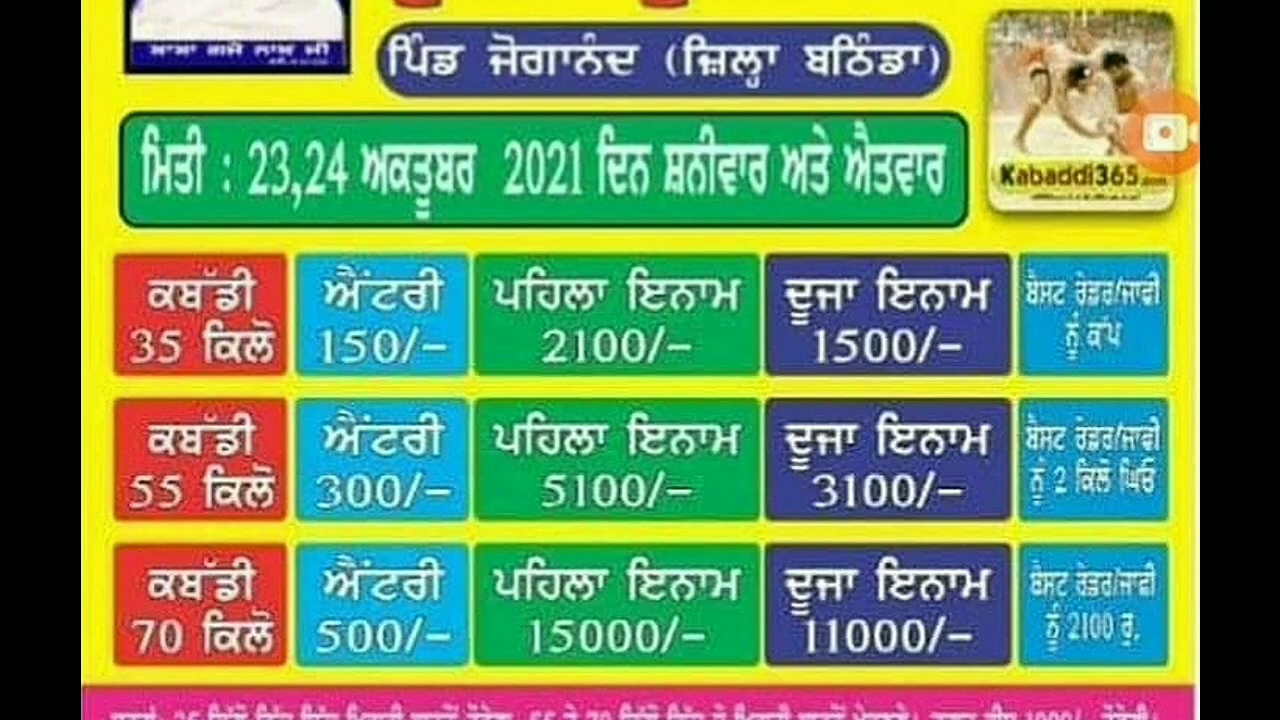 ਪਿੰਡ ਜੋਗਾਨੰਦ (ਜ਼ਿਲ੍ਹਾ ਬਠਿੰਡਾ)
ਮਿਤੀ : 23,24 ਅਕਤੂਬਰ 2021 ਦਿਨ ਸ਼ਨੀਵਾਰ ਅਤੇ ਐਤਵਾਰ
Kabaddi365.com
ਕਬੱਡੀ ਐਂਟਰੀ ਪਹਿਲਾ ਇਨਾਮ ਦੂਜਾ ਇਨਾਮ ਬੈਸਟ ਰੇਡਰ/ਜਾਫੀ
35 ਕਿਲੋ 150/- 2100/- 1500/- ਨੂੰ ਕੱਪ
ਕਬੱਡੀ ਐਂਟਰੀ ਪਹਿਲਾ ਇਨਾਮ ਦੂਜਾ ਇਨਾਮ ਬੈਸਟ ਰੇਡਰ/ਜਾਫੀ
55 ਕਿਲੋ 300/- 5100/- 3100/- ਨੂੰ 2 ਕਿਲੋ ਘਿਓ
ਕਬੱਡੀ ਐਂਟਰੀ ਪਹਿਲਾ ਇਨਾਮ ਦੂਜਾ ਇਨਾਮ ਬੈਸਟ ਰੇਡਰ/ਜਾਫੀ
70 ਕਿਲੋ 500/- 15000/- 11000/- ਨੂੰ 2100 ਰੁ.